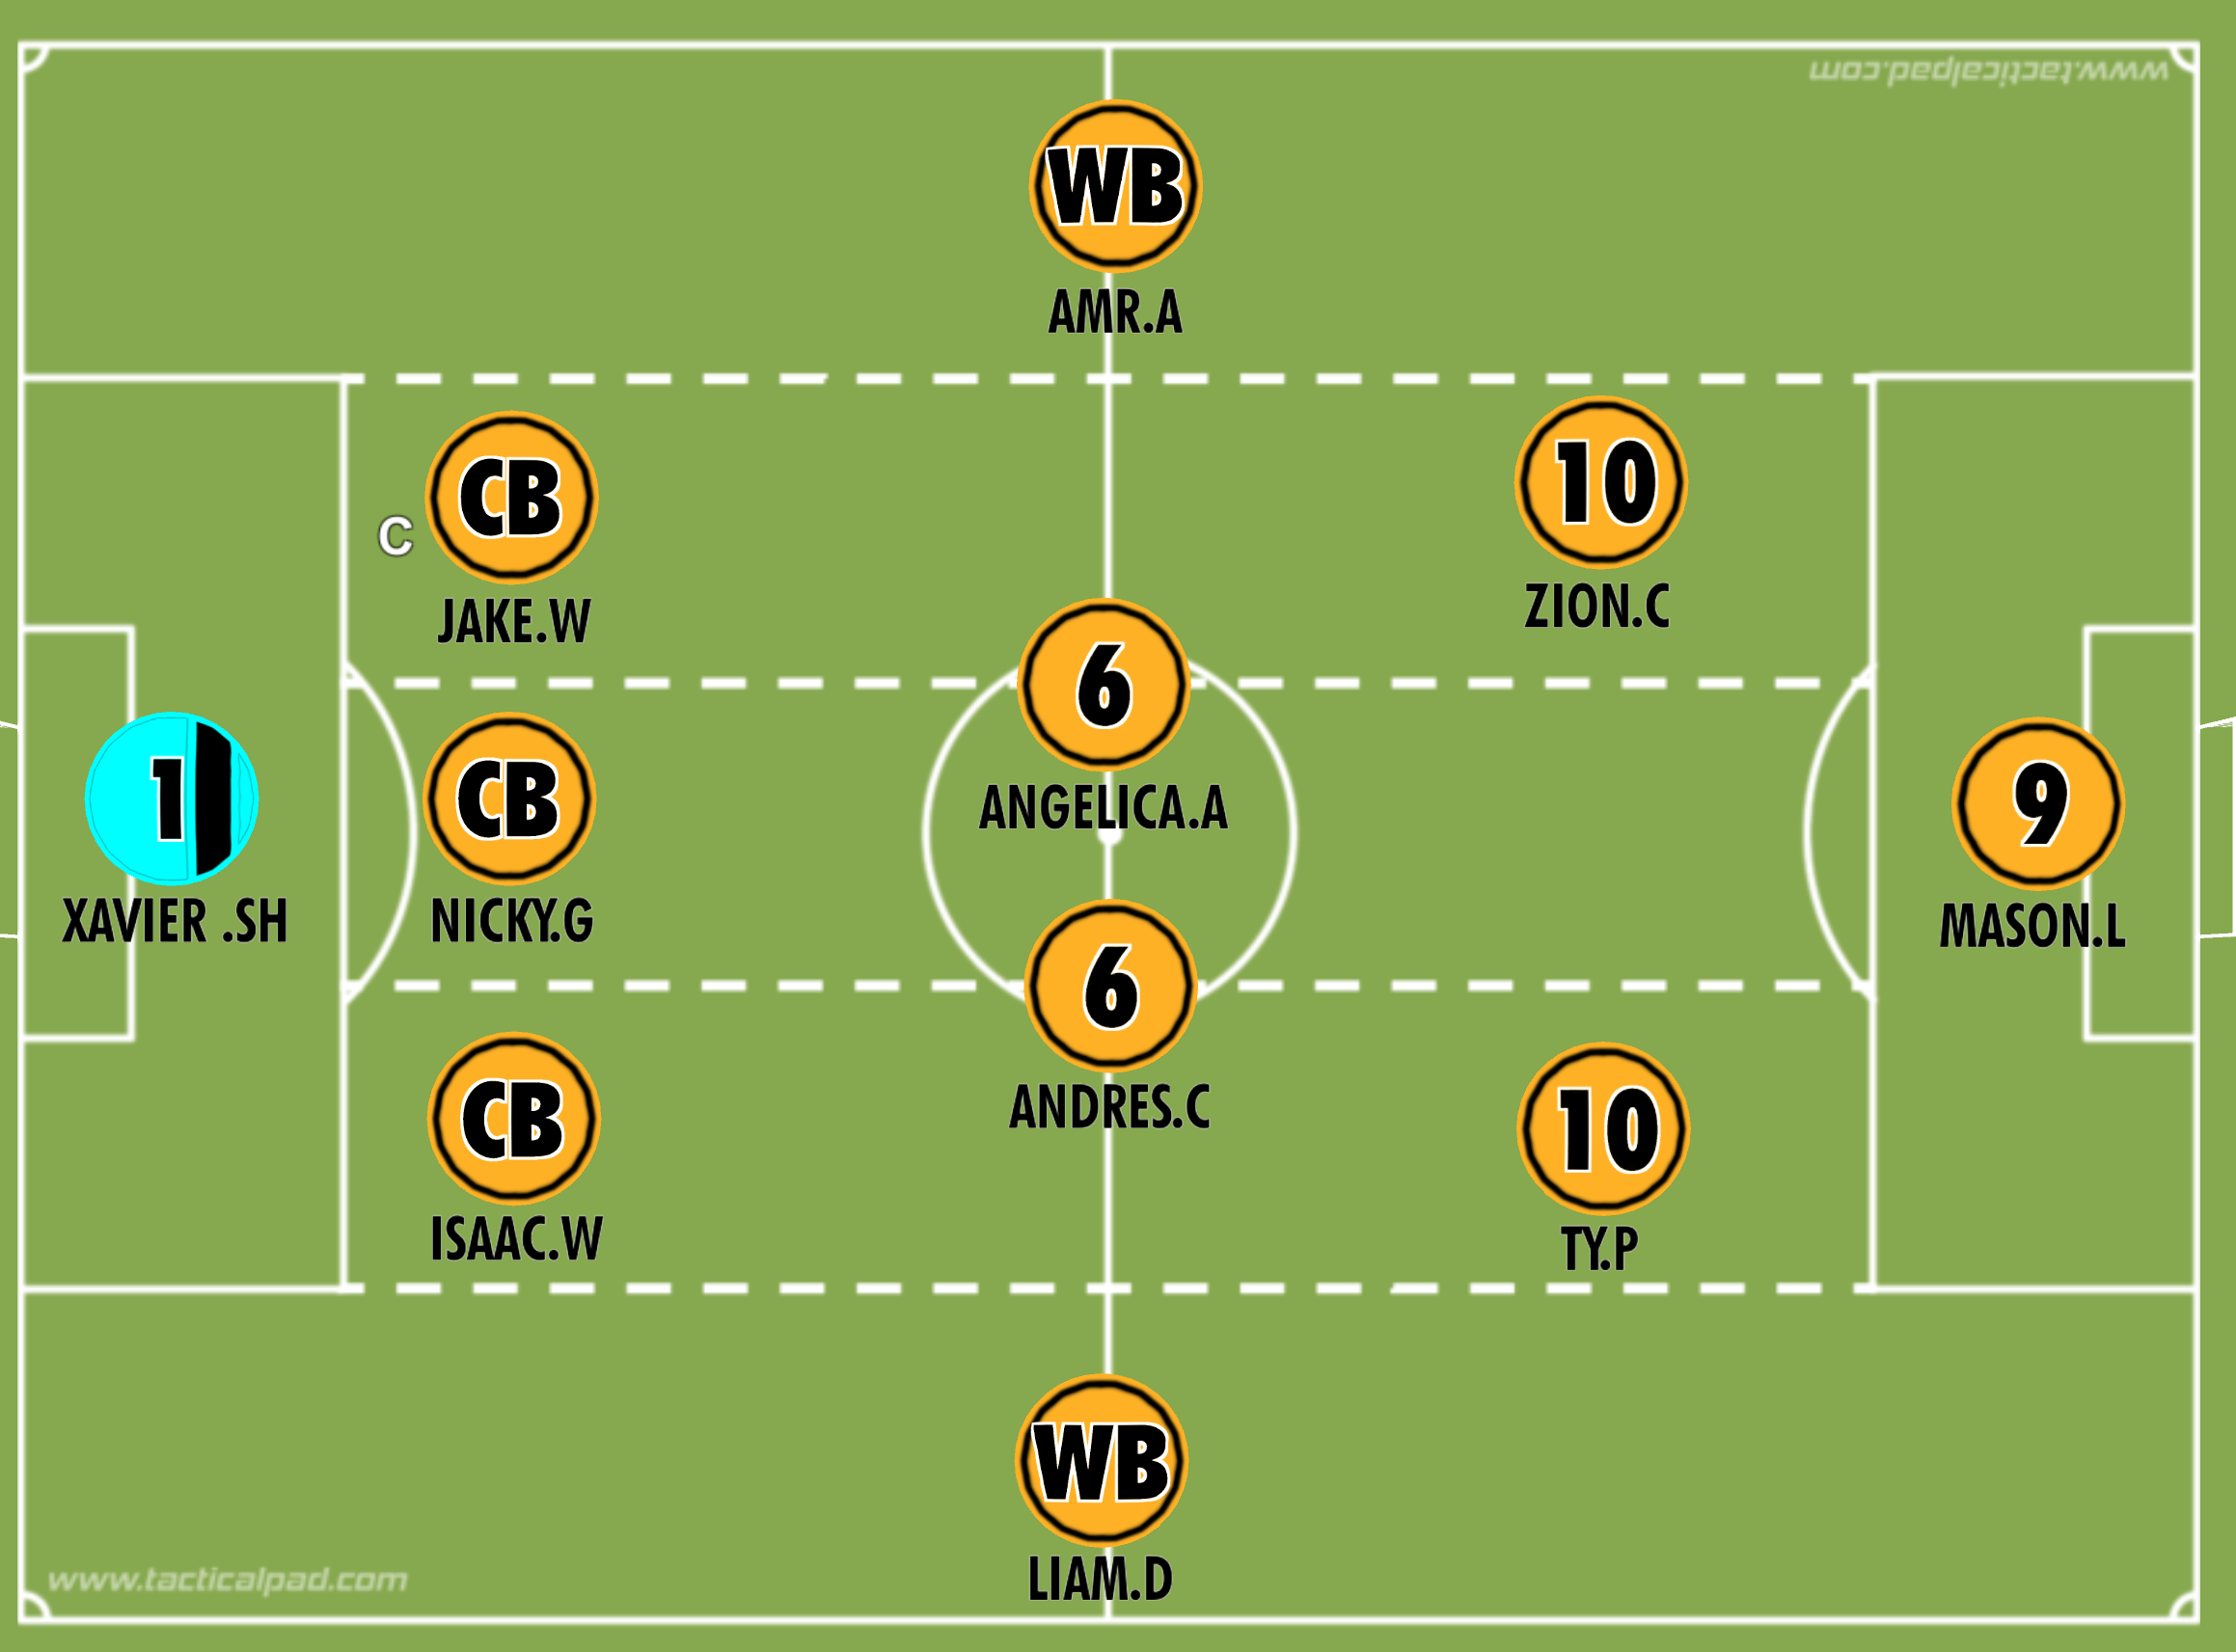 www.tacticalpad.com
WB
AMR.A
CB
C
JAKE.W
10
ZION.C
6
ANGELICA.A
1
XAVIER .SH
CB
NICKY.G
9
MASON.L
6
ANDRES.C
CB
ISAAC.W
10
TY.P
WB
LIAM.D
www.tacticalpad.com